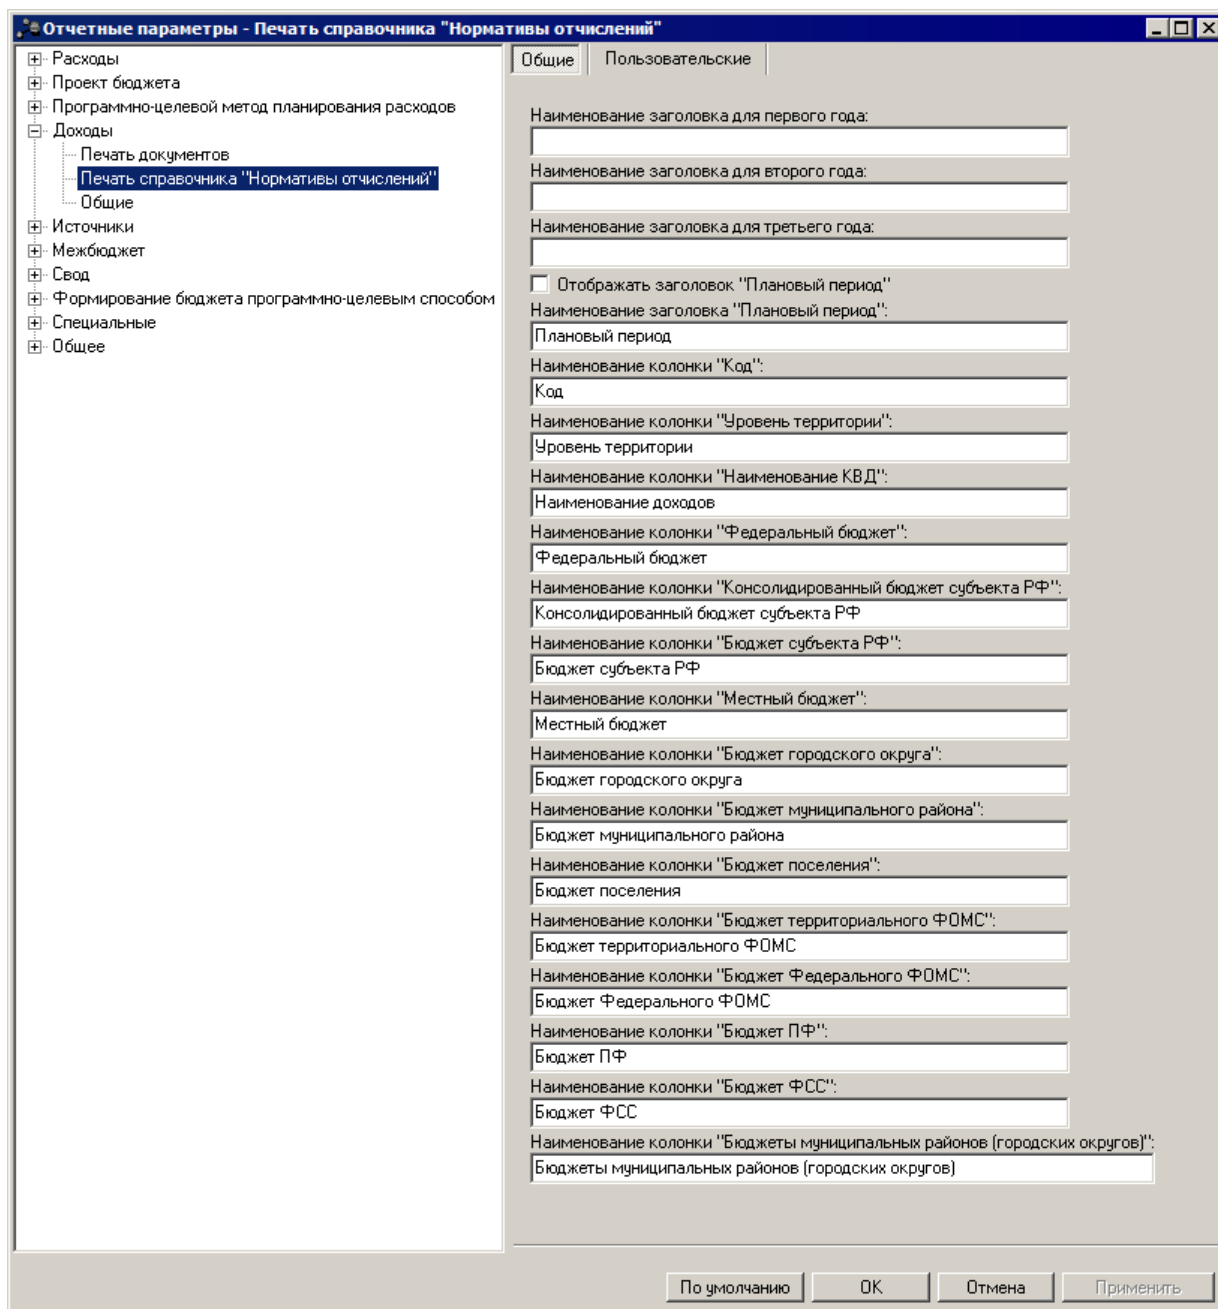 Отчетные параметры - Печать справочника "Нормативы отчислений"
Расходы
Проект бюджета
Программно-целевой метод планирования расходов
Доходы
Печать документов
Печать справочника "Нормативы отчислений"
Общие
Источники
Межбюджет
Свод
Формирование бюджета программно-целевым способом
Специальные
Общее
Общие
Пользовательские
Наименование заголовка для первого года:
Наименование заголовка для второго года:
Наименование заголовка для третьего года:
Отображать заголовок "Плановый период"
Наименование заголовка "Плановый период":
Плановый период
Наименование колонки "Код":
Код
Наименование колонки "Уровень территории":
Уровень территории
Наименование колонки "Наименование КВД":
Наименование доходов
Наименование колонки "Федеральный бюджет":
Федеральный бюджет
Наименование колонки "Консолидированный бюджет субъекта РФ":
Консолидированный бюджет субъекта РФ
Наименование колонки "Бюджет субъекта РФ":
Бюджет субъекта РФ
Наименование колонки "Местный бюджет":
Местный бюджет
Наименование колонки "Бюджет городского округа":
Бюджет городского округа
Наименование колонки "Бюджет муниципального района":
Бюджет муниципального района
Наименование колонки "Бюджет поселения":
Бюджет поселения
Наименование колонки "Бюджет территориального ФОМС":
Бюджет территориального ФОМС
Наименование колонки "Бюджет Федерального ФОМС":
Бюджет Федерального ФОМС
Наименование колонки "Бюджет ПФ":
Бюджет ПФ
Наименование колонки "Бюджет ФСС":
Бюджет ФСС
Наименование колонки "Бюджеты муниципальных районов (городских округов)":
Бюджеты муниципальных районов (городских округов)
По умолчанию
OK
Отмена
Применить